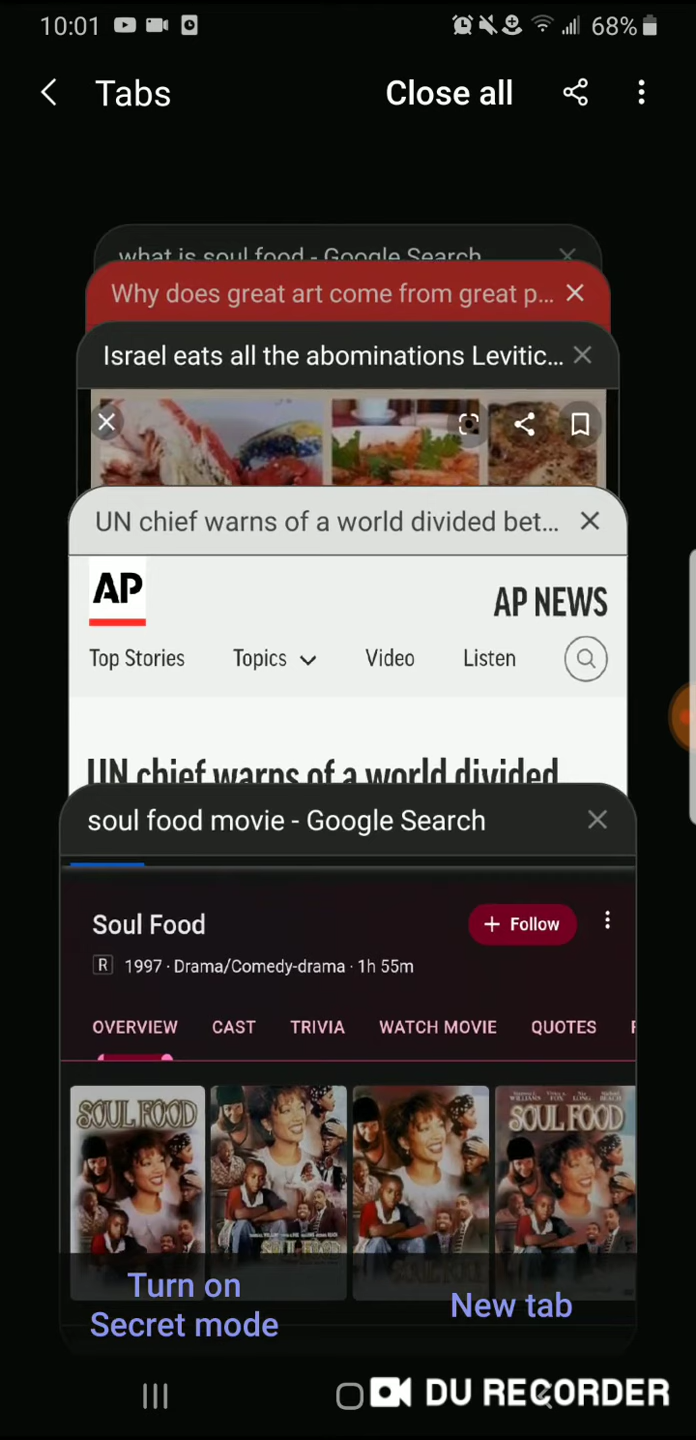 10:01 68%
Tabs Close all
what is soul food - Google Search
Why does great art come from great p...
Israel eats all the abominations Levitic...
UN chief warns of a world divided bet...
AP AP NEWS
Top Stories Topics Video Listen
UN chief warns of a world divided
soul food movie - Google Search
Soul Food + Follow
R 1997 · Drama/Comedy-drama · 1h 55m
OVERVIEW CAST TRIVIA WATCH MOVIE QUOTES
SOUL FOOD SOUL FOOD
SOUL FOOD
Turn on
Secret mode
New tab
DU RECORDER